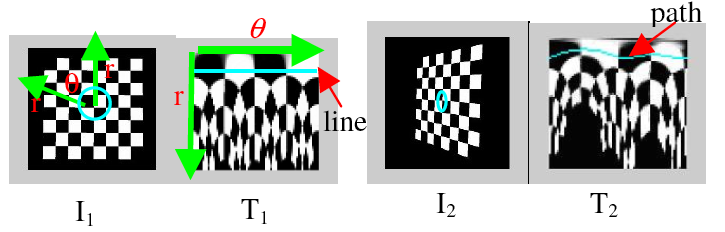 θ
path
θ
r
r
r
line
I₁
T₁
I₂
T₂